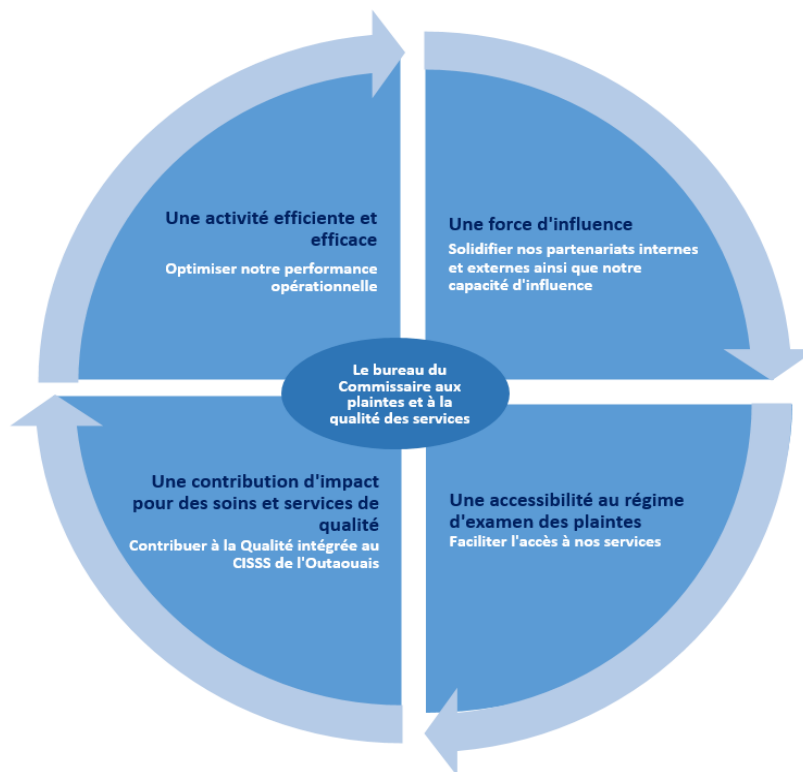 Une activité efficiente et
efficace
Optimiser notre performance
opérationnelle
Une force d'influence
Solidifier nos partenariats internes
et externes ainsi que notre
capacité d'influence
Le bureau du
Commissaire aux
plaintes et à la
qualité des services
Une contribution d'impact
pour des soins et services de
qualité
Contribuer à la Qualité intégrée au
CISSS de l'Outaouais
Une accessibilité au régime
d'examen des plaintes
Faciliter l'accès à nos services